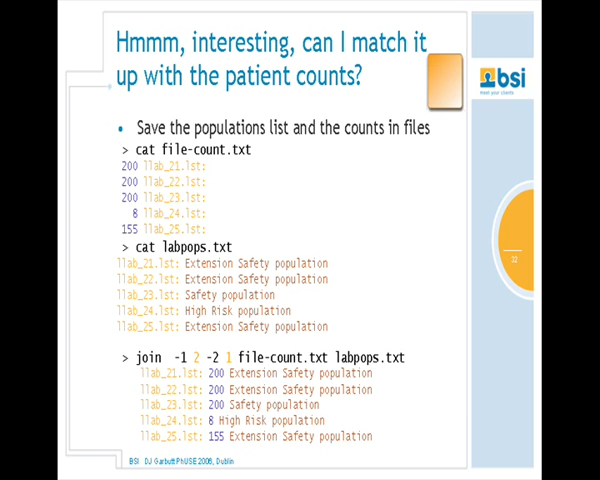 Hmmm, interesting, can I match it
up with the patient counts?
bsi
meet your clients
• Save the populations list and the counts in files
> cat file-count.txt
200 llab_21.lst:
200 llab_22.lst:
200 llab_23.lst:
8 llab_24.lst:
155 llab_25.lst:
> cat labpops.txt
llab_21.lst: Extension Safety population
llab_22.lst: Extension Safety population
llab_23.lst: Safety population
llab_24.lst: High Risk population
llab_25.lst: Extension Safety population
32
> join -1 2 -2 1 file-count.txt labpops.txt
llab_21.lst: 200 Extension Safety population
llab_22.lst: 200 Extension Safety population
llab_23.lst: 200 Safety population
llab_24.lst: 8 High Risk population
llab_25.lst: 155 Extension Safety population
BSI DJ Garbutt PhUSE 2006, Dublin